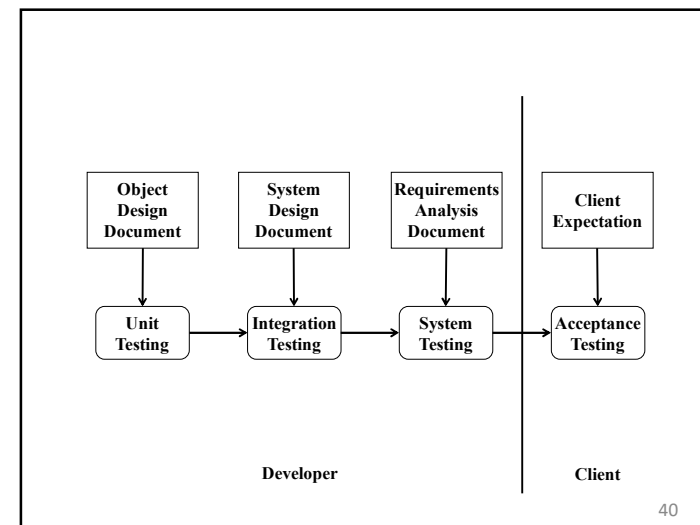 Object
Design
Document
System
Design
Document
Requirements
Analysis
Document
Client
Expectation
Unit
Testing
Integration
Testing
System
Testing
Acceptance
Testing
Developer
Client
40